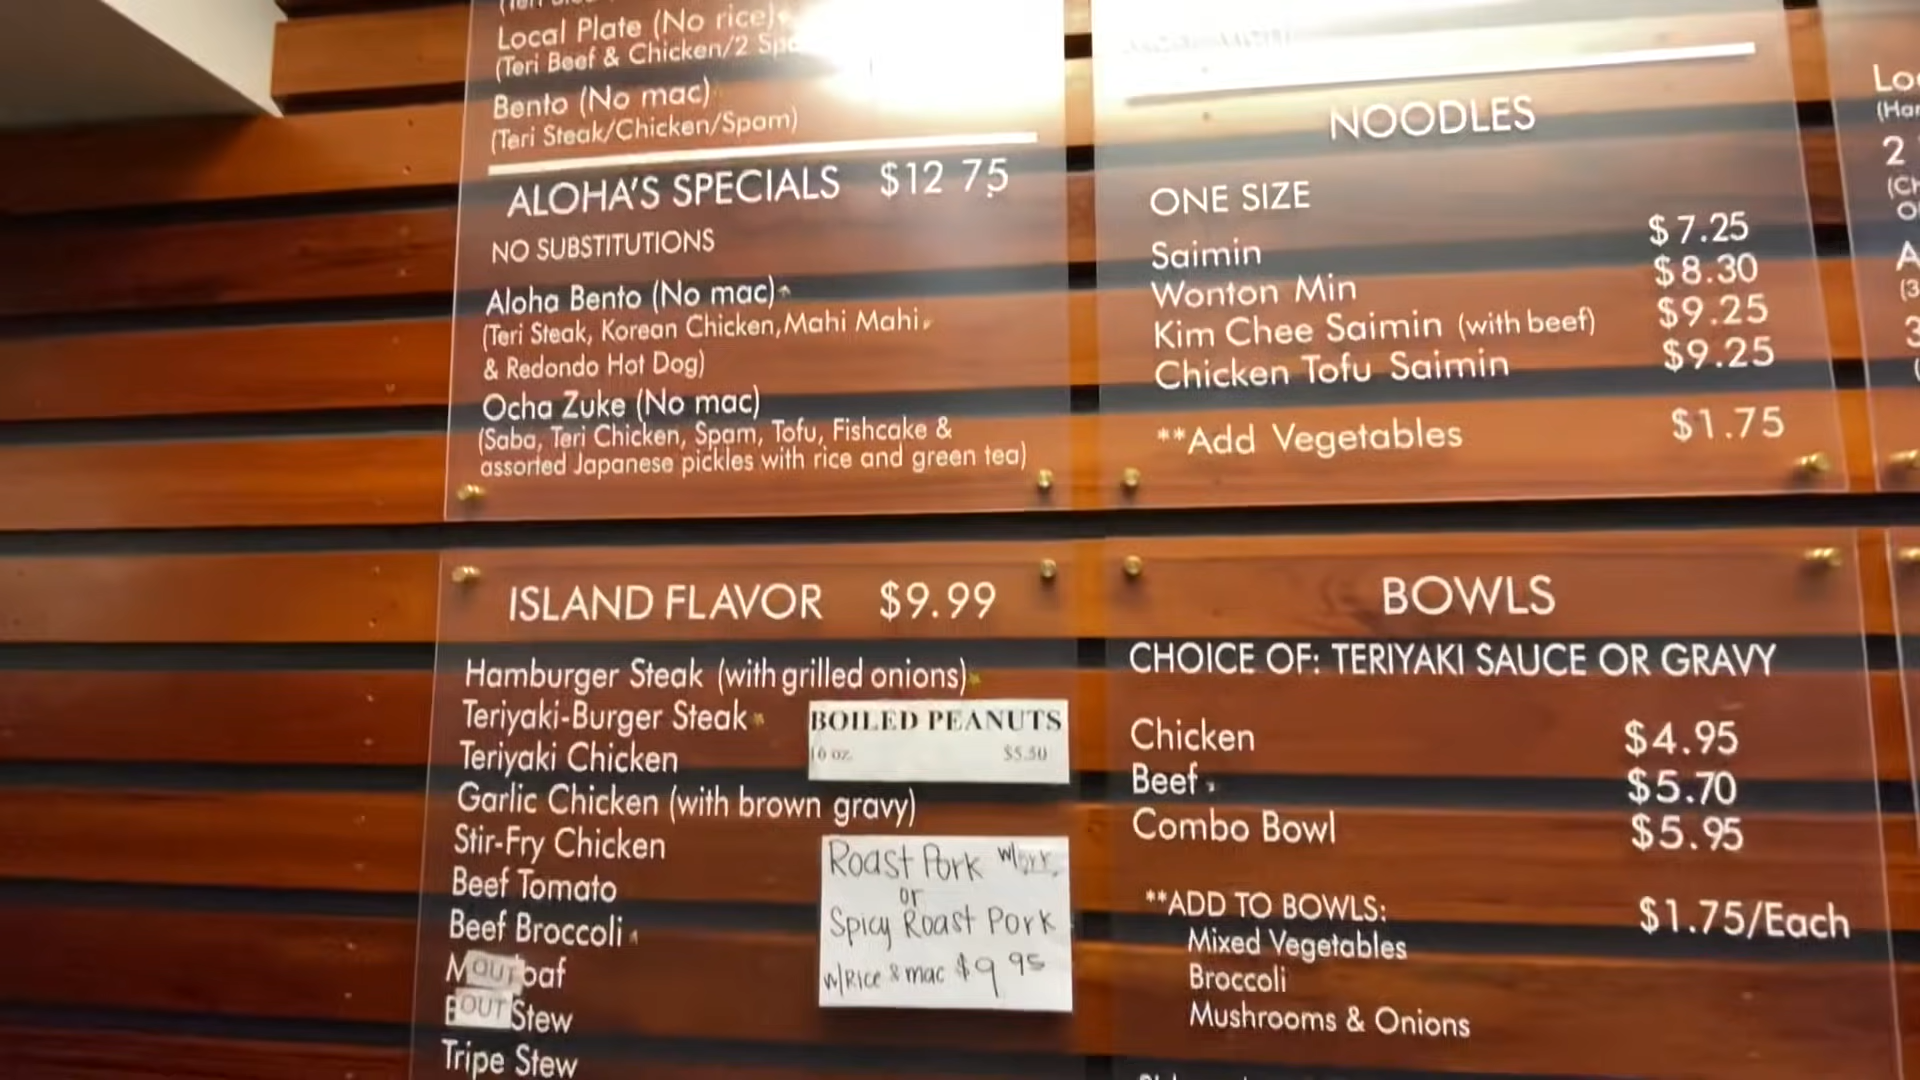 Local Plate (No rice)
(Teri Beef & Chicken/2
Bento (No mac)
(Teri Steak/Chicken/Spam)
ALOHA'S SPECIALS $12 75
NO SUBSTITUTIONS
Aloha Bento (No mac)
(Teri Steak, Korean Chicken, Mahi Mahi
& Redondo Hot Dog)
Ocha Zuke (No mac)
(Saba, Teri Chicken, Spam, Tofu, Fishcake &
assorted Japanese pickles with rice and green tea)
NOODLES
ONE SIZE
Saimin $7.25
Wonton Min $8.30
Kim Chee Saimin (with beef) $9.25
Chicken Tofu Saimin $9.25
**Add Vegetables $1.75
2
ISLAND FLAVOR $9.99
Hamburger Steak (with grilled onions)
Teriyaki-Burger Steak
Teriyaki Chicken
Garlic Chicken (with brown gravy)
Stir-Fry Chicken
Beef Tomato
Beef Broccoli
OUT
OUT Stew
Tripe Stew
BOILED PEANUTS
10 oz. $5.50
Roast Pork
or
Spicy Roast Pork
w/Rice & mac $9 95
BOWLS
CHOICE OF: TERIYAKI SAUCE OR GRAVY
Chicken $4.95
Beef $5.70
Combo Bowl $5.95
**ADD TO BOWLS: $1.75/Each
Mixed Vegetables
Broccoli
Mushrooms & Onions